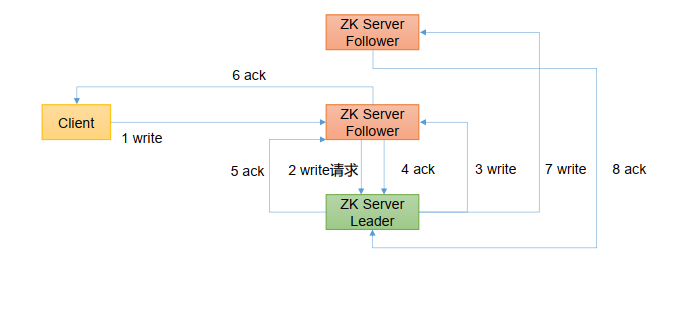 ZK Server
Follower
6 ack
Client
ZK Server
Follower
1 write
5 ack
2 write请求
4 ack
3 write
7 write
8 ack
ZK Server
Leader